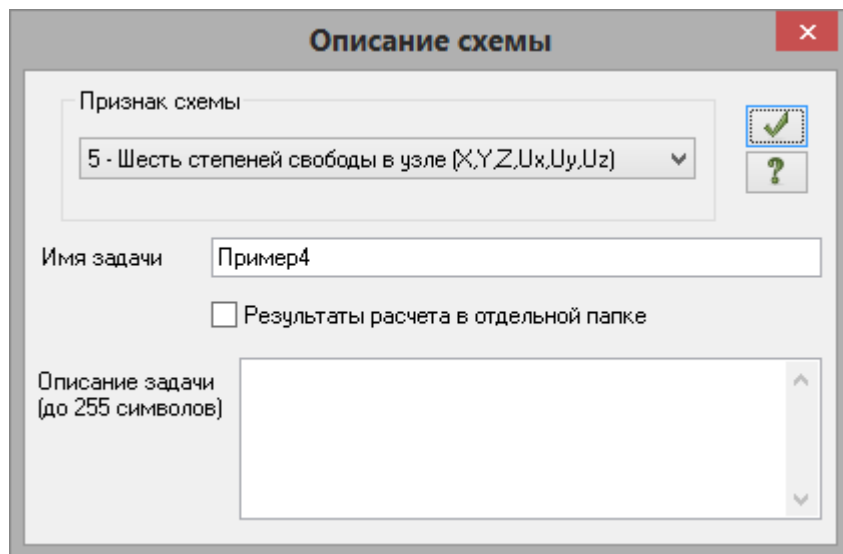 Описание схемы
Признак схемы
5 - Шесть степеней свободы в узле (X,Y,Z,Ux,Uy,Uz)
Имя задачи
Пример4
Результаты расчета в отдельной папке
Описание задачи
(до 255 символов)